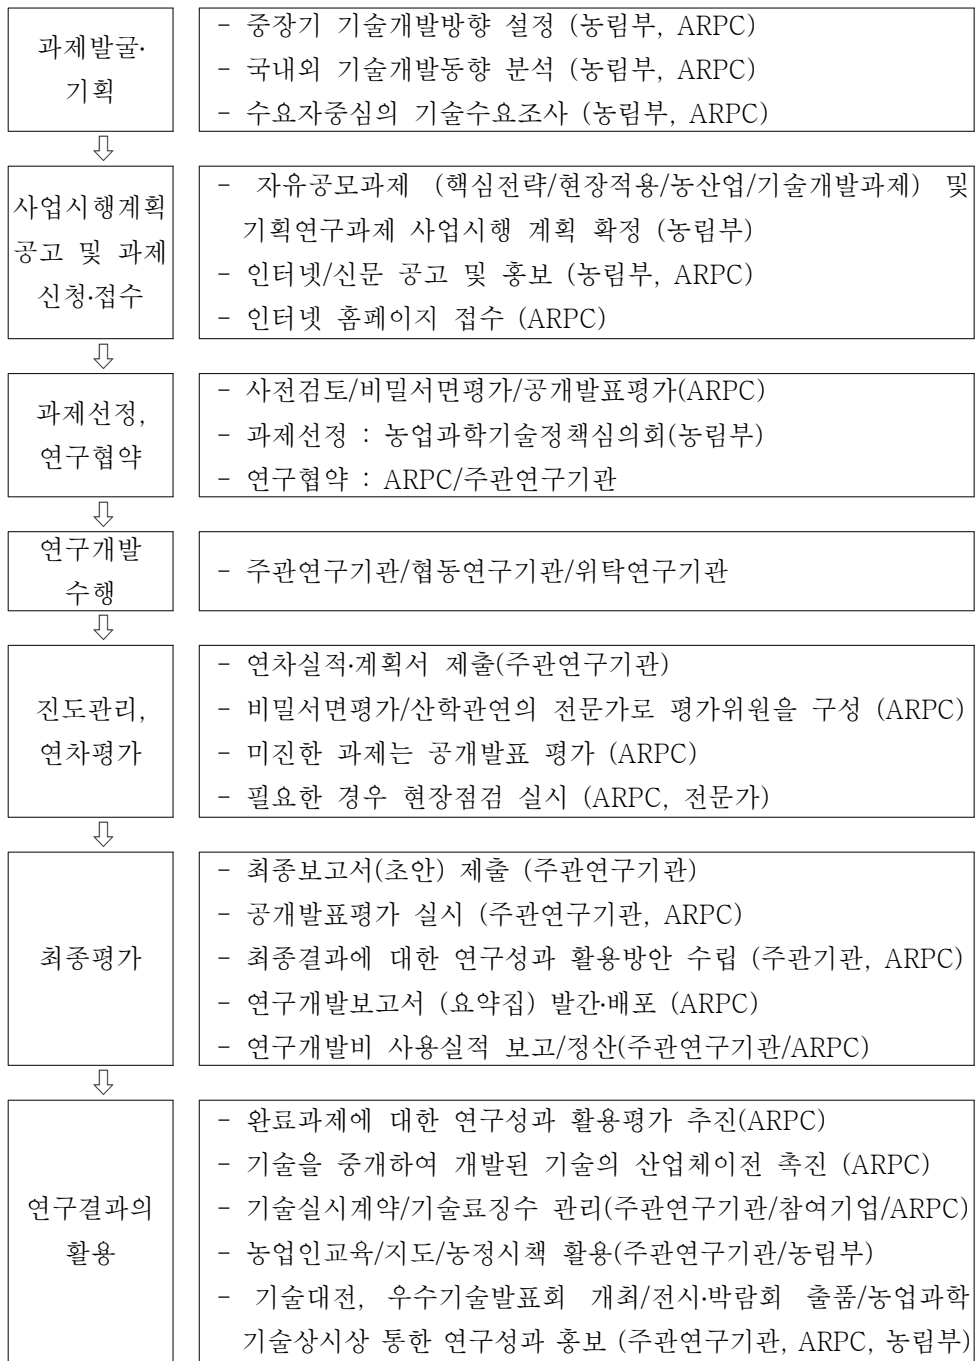 과제발굴·
기획
- 중장기 기술개발방향 설정 (농림부, ARPC)
- 국내외 기술개발동향 분석 (농림부, ARPC)
- 수요자중심의 기술수요조사 (농림부, ARPC)
⇩
사업시행계획
공고 및 과제
신청·접수
- 자유공모과제 (핵심전략/현장적용/농산업/기술개발과제) 및
기획연구과제 사업시행 계획 확정 (농림부)
- 인터넷/신문 공고 및 홍보 (농림부, ARPC)
- 인터넷 홈페이지 접수 (ARPC)
⇩
과제선정,
연구협약
- 사전검토/비밀서면평가/공개발표평가(ARPC)
- 과제선정 : 농업과학기술정책심의회(농림부)
- 연구협약 : ARPC/주관연구기관
⇩
연구개발
수행
- 주관연구기관/협동연구기관/위탁연구기관
⇩
진도관리,
연차평가
- 연차실적·계획서 제출(주관연구기관)
- 비밀서면평가/산학관연의 전문가로 평가위원을 구성 (ARPC)
- 미진한 과제는 공개발표 평가 (ARPC)
- 필요한 경우 현장점검 실시 (ARPC, 전문가)
⇩
최종평가
- 최종보고서(초안) 제출 (주관연구기관)
- 공개발표평가 실시 (주관연구기관, ARPC)
- 최종결과에 대한 연구성과 활용방안 수립 (주관기관, ARPC)
- 연구개발보고서 (요약집) 발간·배포 (ARPC)
- 연구개발비 사용실적 보고/정산(주관연구기관/ARPC)
⇩
연구결과의
활용
- 완료과제에 대한 연구성과 활용평가 추진(ARPC)
- 기술을 중개하여 개발된 기술의 산업체이전 촉진 (ARPC)
- 기술실시계약/기술료징수 관리(주관연구기관/참여기업/ARPC)
- 농업인교육/지도/농정시책 활용(주관연구기관/농림부)
- 기술대전, 우수기술발표회 개최/전시·박람회 출품/농업과학
기술상시상 통한 연구성과 홍보 (주관연구기관, ARPC, 농림부)